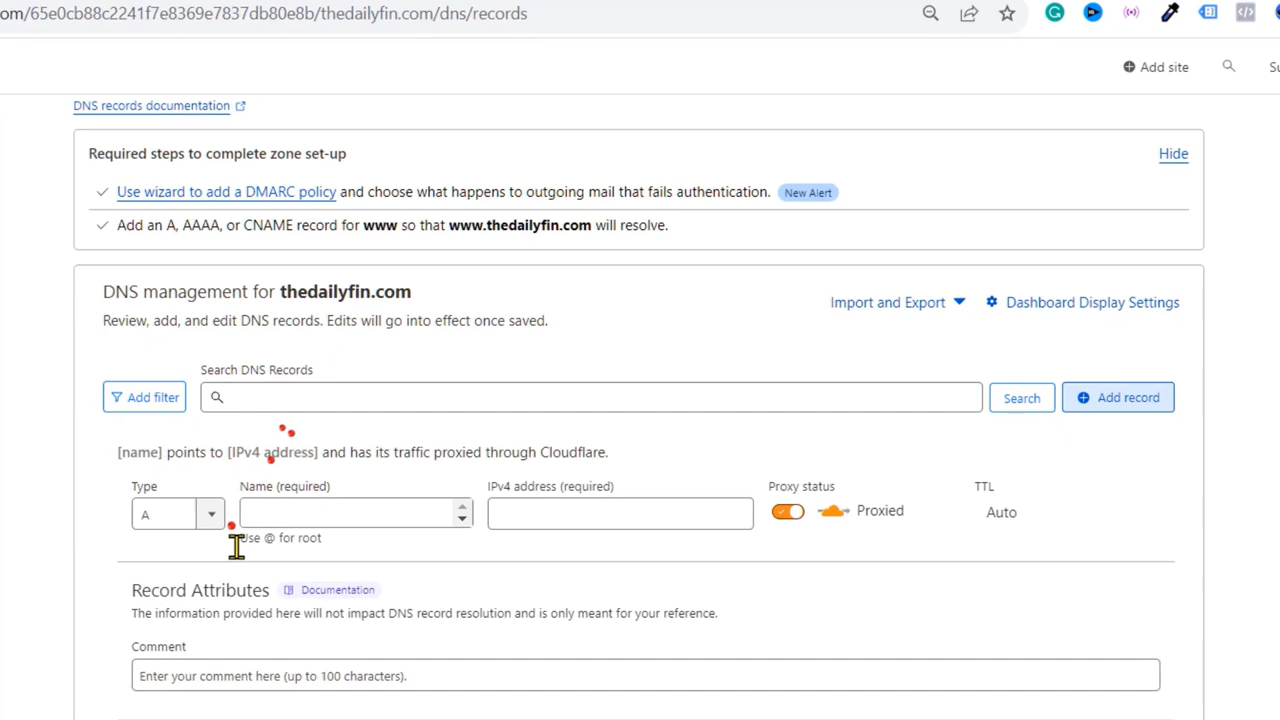 om/65e0cb88c2241f7e8369e7837db80e8b/thedailyfin.com/dns/records
Add site
DNS records documentation
Required steps to complete zone set-up
Hide
Use wizard to add a DMARC policy and choose what happens to outgoing mail that fails authentication. New Alert
Add an A, AAAA, or CNAME record for www so that www.thedailyfin.com will resolve.
DNS management for thedailyfin.com
Import and Export
Dashboard Display Settings
Review, add, and edit DNS records. Edits will go into effect once saved.
Search DNS Records
Add filter
Search
Add record
[name] points to [IPv4 address] and has its traffic proxied through Cloudflare.
Type
Name (required)
IPv4 address (required)
Proxy status
TTL
A
Proxied
Auto
Use @ for root
Record Attributes
Documentation
The information provided here will not impact DNS record resolution and is only meant for your reference.
Comment
Enter your comment here (up to 100 characters).